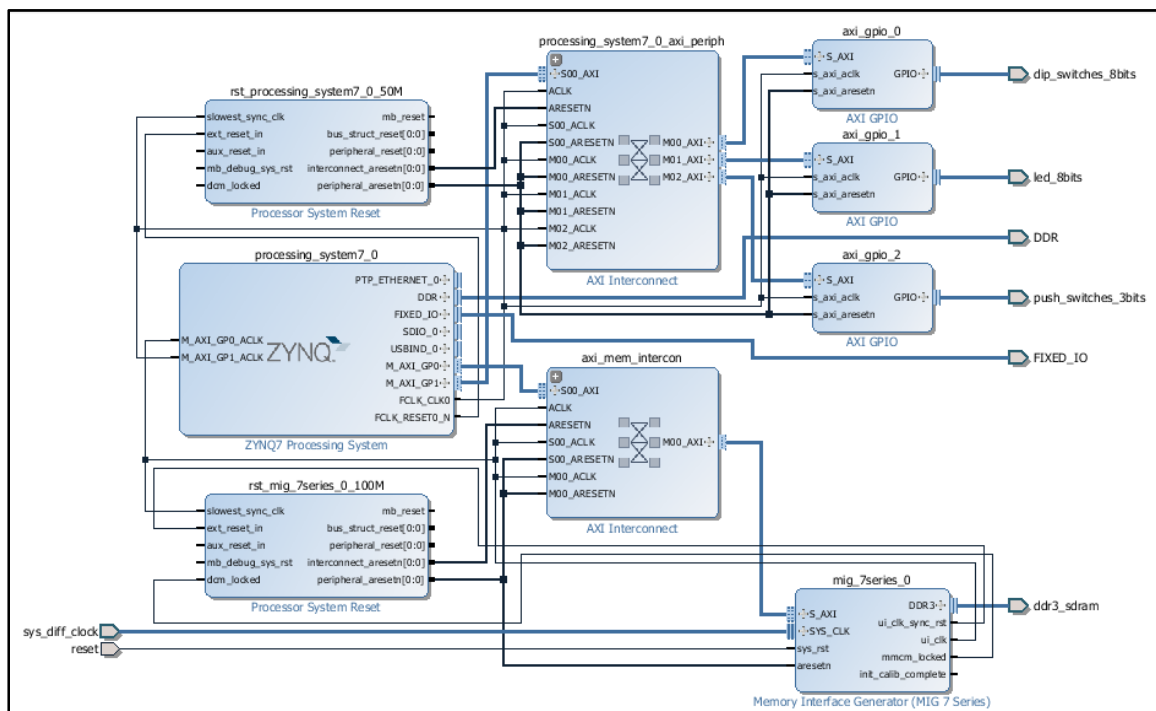 rst_processing_system7_0_50M
slowest_sync_clk
ext_reset_in
aux_reset_in
mb_debug_sys_rst
dcm_locked
mb_reset
bus_struct_reset[0:0]
peripheral_reset[0:0]
interconnect_aresetn[0:0]
peripheral_aresetn[0:0]
Processor System Reset
processing_system7_0_axi_periph
S00_AXI
ACLK
ARESETN
S00_ACLK
S00_ARESETN
M00_ACLK
M00_ARESETN
M01_ACLK
M01_ARESETN
M02_ACLK
M02_ARESETN
M00_AXI
M01_AXI
M02_AXI
AXI Interconnect
axi_gpio_0
S_AXI
s_axi_aclk
s_axi_aresetn
GPIO
AXI GPIO
dip_switches_8bits
axi_gpio_1
S_AXI
s_axi_aclk
s_axi_aresetn
GPIO
AXI GPIO
led_8bits
DDR
axi_gpio_2
S_AXI
s_axi_aclk
s_axi_aresetn
GPIO
AXI GPIO
push_switches_3bits
FIXED_IO
processing_system7_0
M_AXI_GP0_ACLK
M_AXI_GP1_ACLK
ZYNQ
PTP_ETHERNET_0
DDR
FIXED_IO
SDIO_0
USBIND_0
M_AXI_GP0
M_AXI_GP1
FCLK_CLK0
FCLK_RESET0_N
ZYNQ7 Processing System
axi_mem_intercon
S00_AXI
ACLK
ARESETN
S00_ACLK
S00_ARESETN
M00_ACLK
M00_ARESETN
M00_AXI
AXI Interconnect
rst_mig_7series_0_100M
slowest_sync_clk
ext_reset_in
aux_reset_in
mb_debug_sys_rst
dcm_locked
mb_reset
bus_struct_reset[0:0]
peripheral_reset[0:0]
interconnect_aresetn[0:0]
peripheral_aresetn[0:0]
Processor System Reset
sys_diff_clock
reset
mig_7series_0
S_AXI
SYS_CLK
sys_rst
aresetn
DDR3
ui_clk_sync_rst
ui_clk
mmcm_locked
init_calib_complete
Memory Interface Generator (MIG 7 Series)
ddr3_sdram